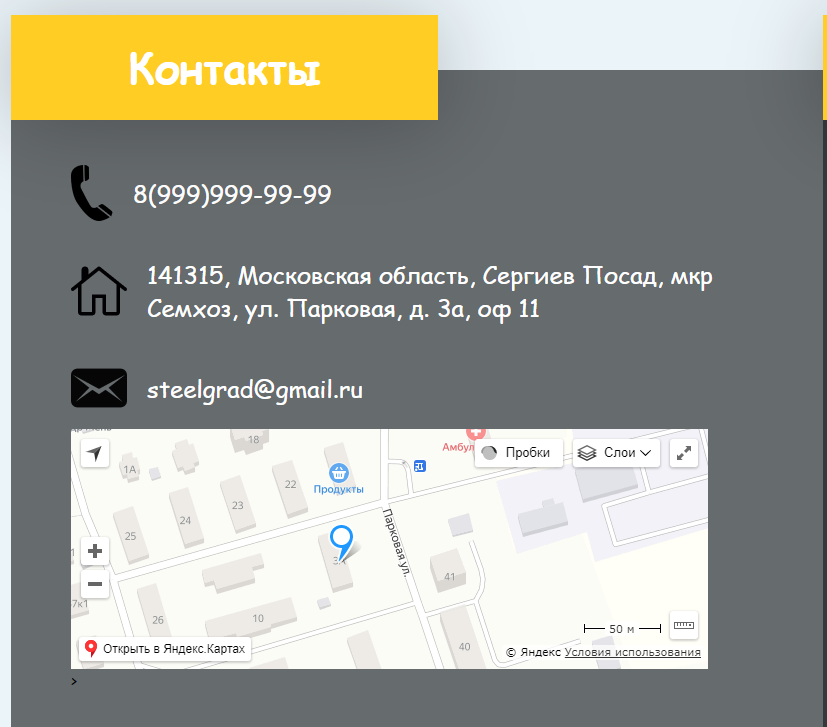 Контакты
8(999)999-99-99
141315, Московская область, Сергиев Посад, мкр
Семхоз, ул. Парковая, д. 3а, оф 11
steelgrad@gmail.ru
18
Амбул
Пробки
Слои
1А
22
Продукты
23
24
25
Парковая ул.
3А
41
7к1
26
10
40
50 м
Открыть в Яндекс.Картах
© Яндекс Условия использования
>